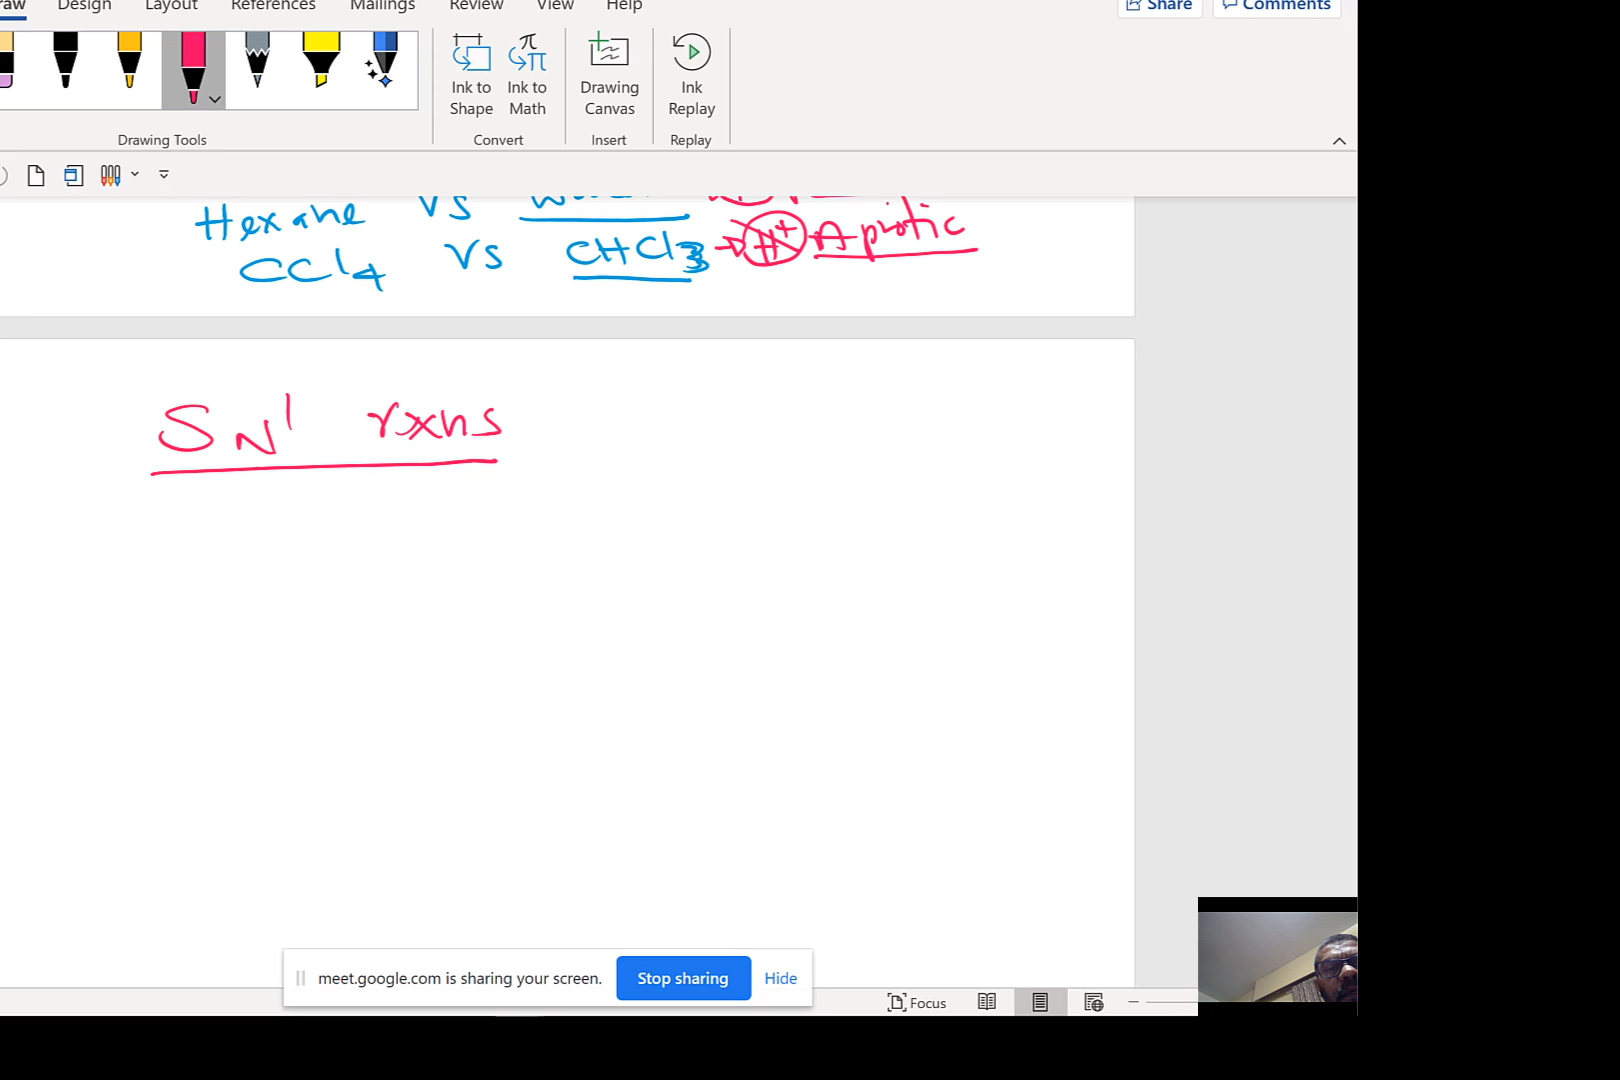 raw Design Layout References Mailings Review View Help Share Comments
Ink to Shape Ink to Math Drawing Canvas Ink Replay
Drawing Tools Convert Insert Replay
Hexane vs
CCl4 vs CHCl3 → H+ Aprotic
SN1 rxns
meet.google.com is sharing your screen. Stop sharing Hide
Focus